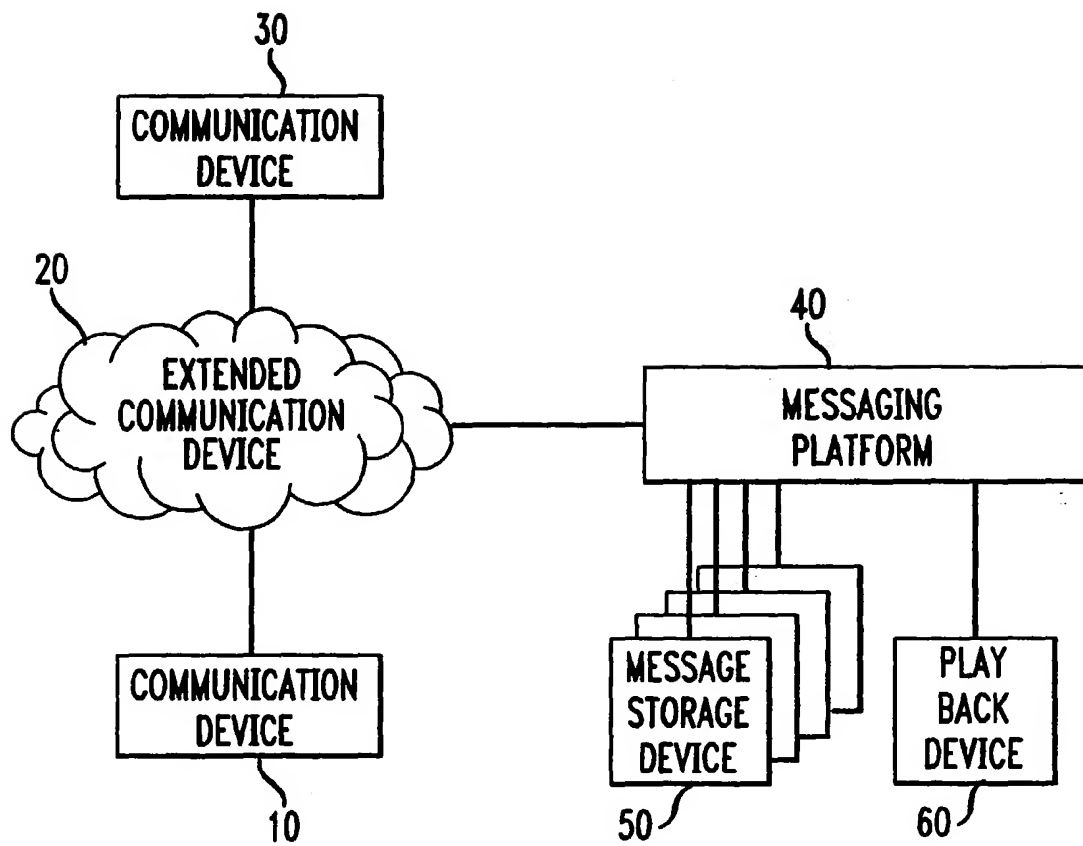 30
COMMUNICATION
DEVICE
20
EXTENDED
COMMUNICATION
DEVICE
40
MESSAGING
PLATFORM
COMMUNICATION
DEVICE
10
MESSAGE
STORAGE
DEVICE
50
PLAY
BACK
DEVICE
60